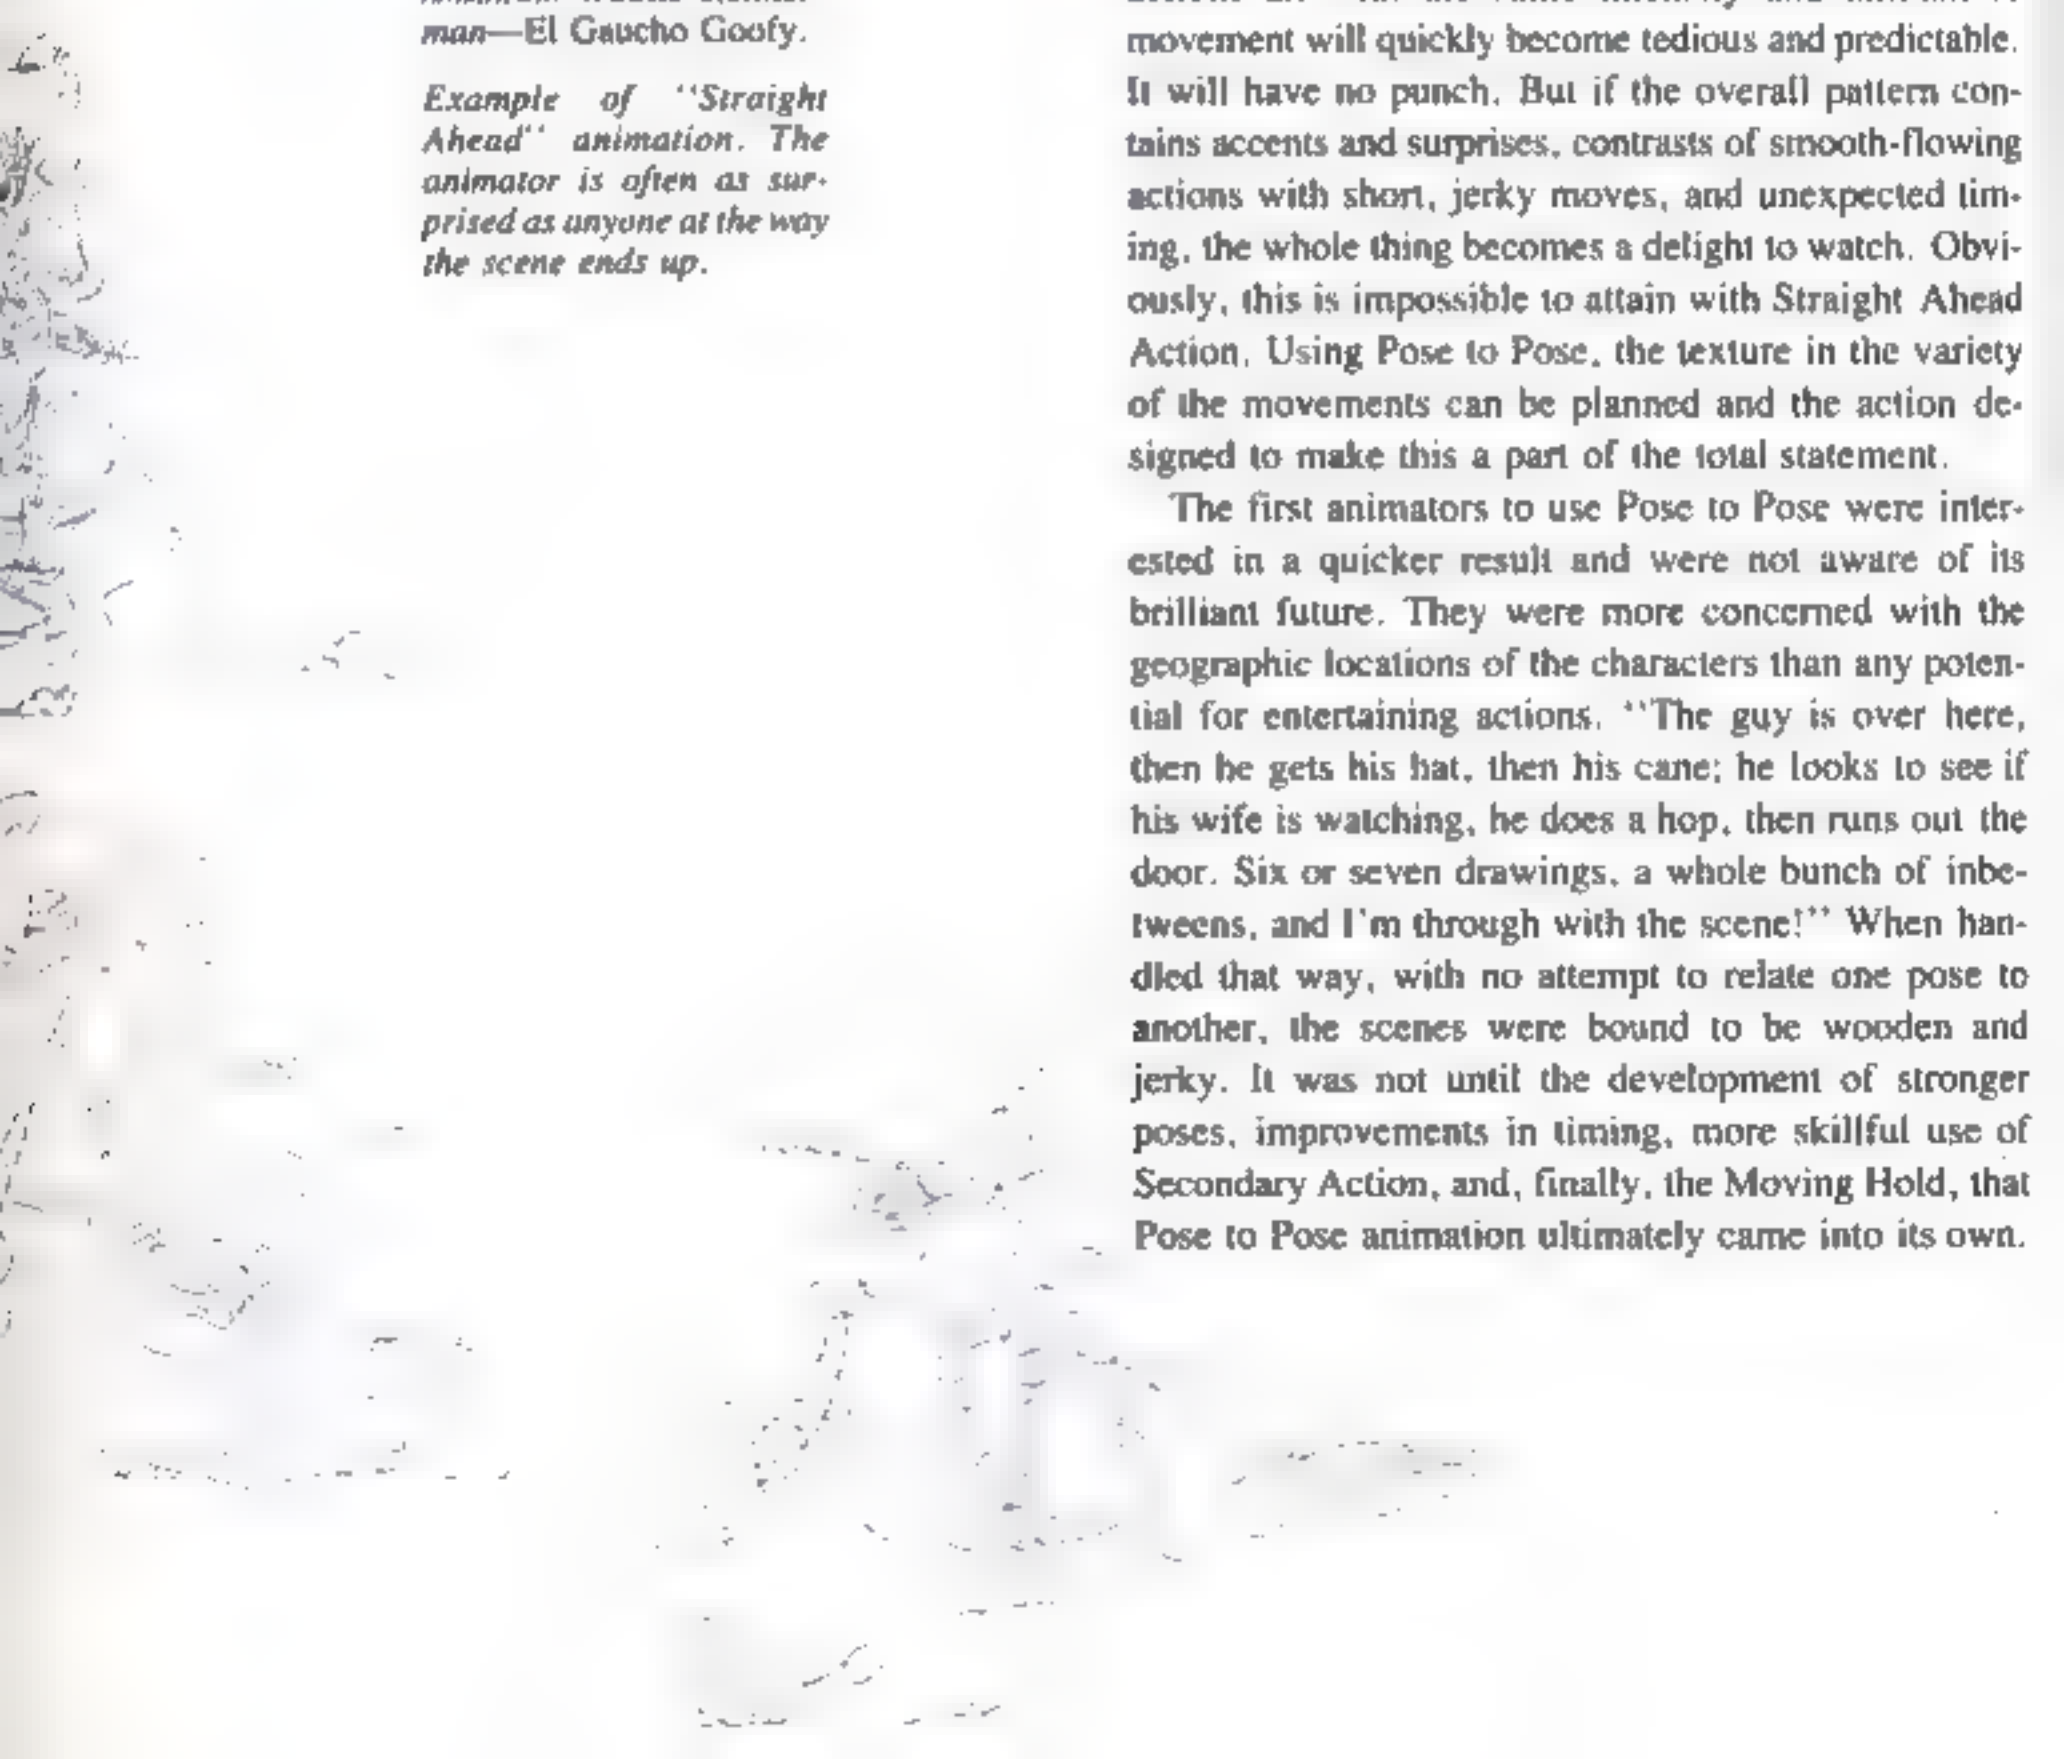 man—El Gaucho Goofy.
Example of "Straight
Ahead" animation. The
animator is often as sur-
prised as anyone at the way
the scene ends up.
movement will quickly become tedious and predictable.
It will have no punch. But if the overall pattern con-
tains accents and surprises, contrasts of smooth-flowing
actions with short, jerky moves, and unexpected tim-
ing, the whole thing becomes a delight to watch. Obvi-
ously, this is impossible to attain with Straight Ahead
Action. Using Pose to Pose, the texture in the variety
of the movements can be planned and the action de-
signed to make this a part of the total statement.
The first animators to use Pose to Pose were inter-
ested in a quicker result and were not aware of its
brilliant future. They were more concerned with the
geographic locations of the characters than any poten-
tial for entertaining actions. "The guy is over here,
then he gets his hat, then his cane; he looks to see if
his wife is watching, he does a hop, then runs out the
door. Six or seven drawings, a whole bunch of inbe-
tweens, and I'm through with the scene!" When han-
dled that way, with no attempt to relate one pose to
another, the scenes were bound to be wooden and
jerky. It was not until the development of stronger
poses, improvements in timing, more skillful use of
Secondary Action, and, finally, the Moving Hold, that
Pose to Pose animation ultimately came into its own.